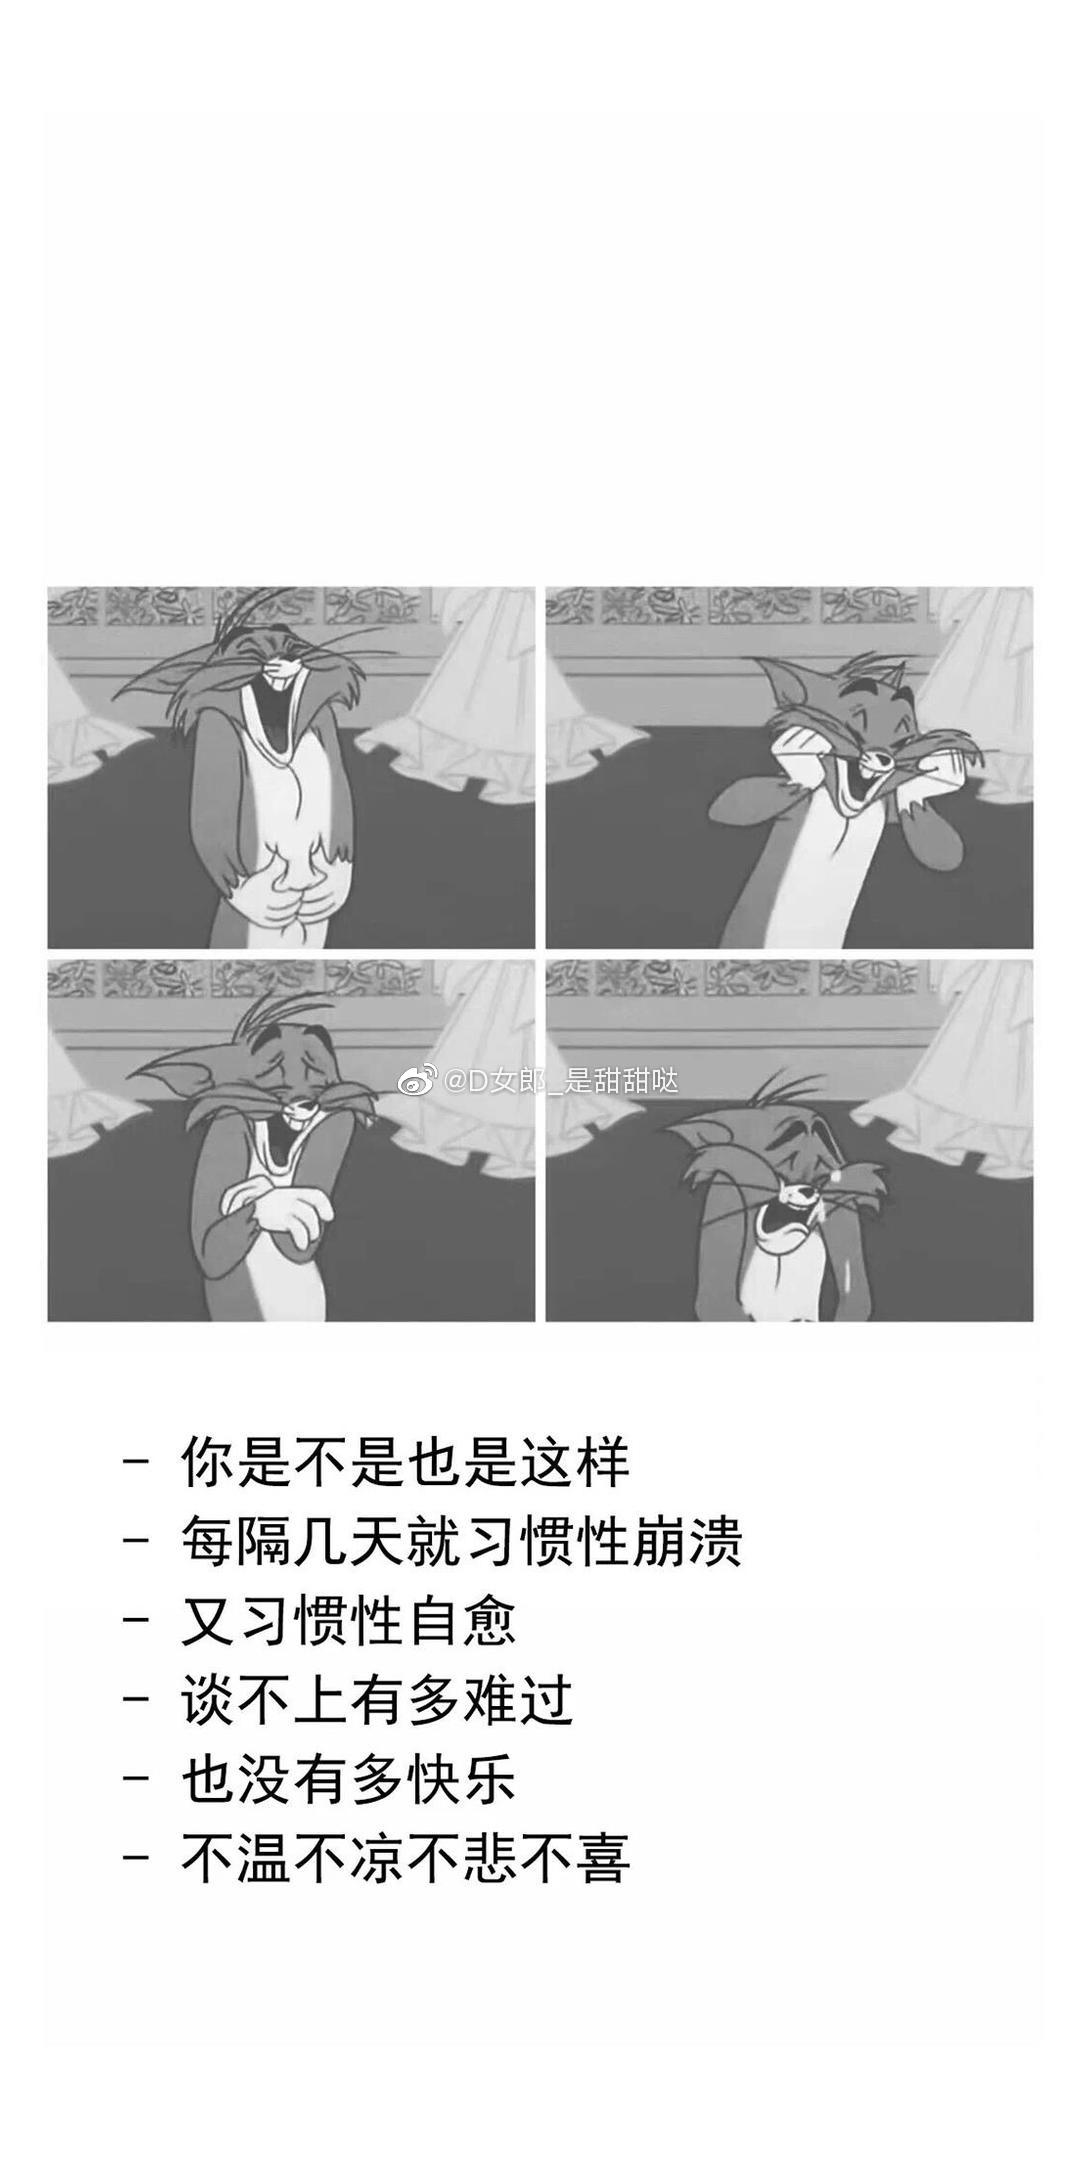 @D女郎_是甜甜哒
- 你是不是也是这样
- 每隔几天就习惯性崩溃
- 又习惯性自愈
- 谈不上有多难过
- 也没有多快乐
- 不温不凉不悲不喜